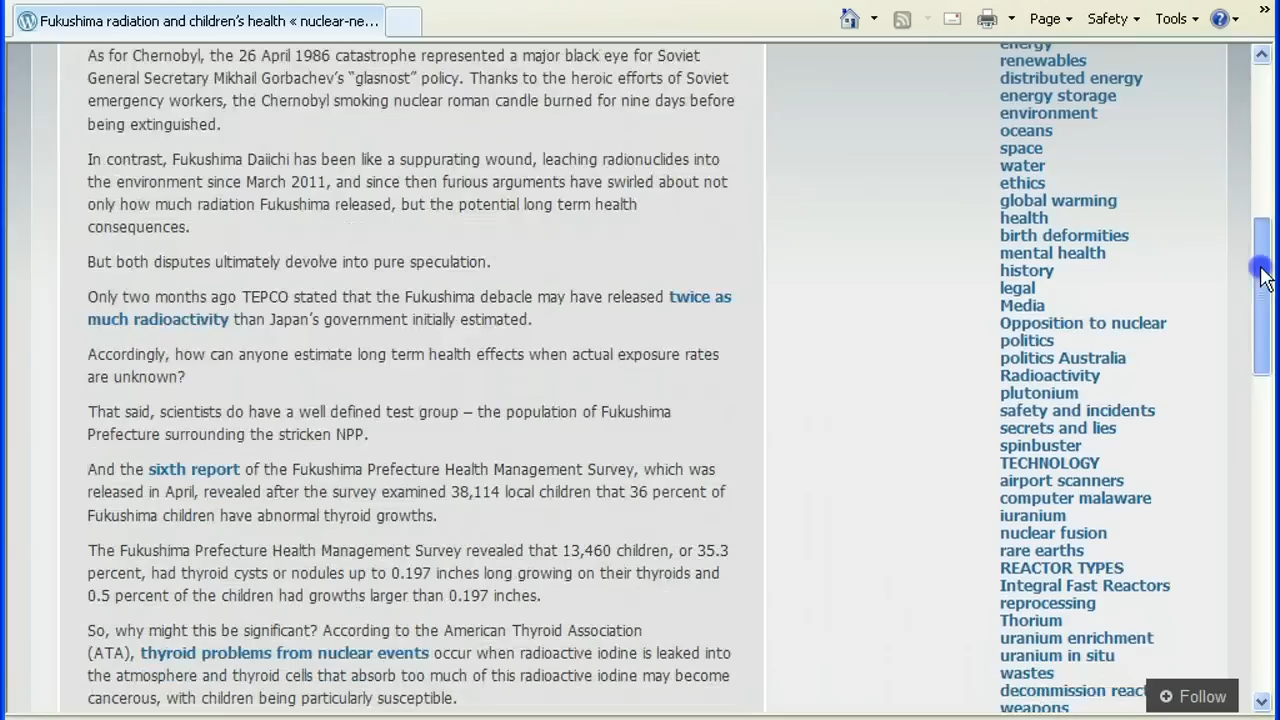 Fukushima radiation and children's health « nuclear-ne...
Page
Safety
Tools
»
As for Chernobyl, the 26 April 1986 catastrophe represented a major black eye for Soviet
General Secretary Mikhail Gorbachev's "glasnost" policy. Thanks to the heroic efforts of Soviet
emergency workers, the Chernobyl smoking nuclear roman candle burned for nine days before
being extinguished.
In contrast, Fukushima Daiichi has been like a suppurating wound, leaching radionuclides into
the environment since March 2011, and since then furious arguments have swirled about not
only how much radiation Fukushima released, but the potential long term health
consequences.
But both disputes ultimately devolve into pure speculation.
Only two months ago TEPCO stated that the Fukushima debacle may have released twice as
much radioactivity than Japan's government initially estimated.
Accordingly, how can anyone estimate long term health effects when actual exposure rates
are unknown?
That said, scientists do have a well defined test group – the population of Fukushima
Prefecture surrounding the stricken NPP.
And the sixth report of the Fukushima Prefecture Health Management Survey, which was
released in April, revealed after the survey examined 38,114 local children that 36 percent of
Fukushima children have abnormal thyroid growths.
The Fukushima Prefecture Health Management Survey revealed that 13,460 children, or 35.3
percent, had thyroid cysts or nodules up to 0.197 inches long growing on their thyroids and
0.5 percent of the children had growths larger than 0.197 inches.
So, why might this be significant? According to the American Thyroid Association
(ATA), thyroid problems from nuclear events occur when radioactive iodine is leaked into
the atmosphere and thyroid cells that absorb too much of this radioactive iodine may become
cancerous, with children being particularly susceptible.
energy
renewables
distributed energy
energy storage
environment
oceans
space
water
ethics
global warming
health
birth deformities
mental health
history
legal
Media
Opposition to nuclear
politics
politics Australia
Radioactivity
plutonium
safety and incidents
secrets and lies
spinbuster
TECHNOLOGY
airport scanners
computer malaware
iuranium
nuclear fusion
rare earths
REACTOR TYPES
Integral Fast Reactors
reprocessing
Thorium
uranium enrichment
uranium in situ
wastes
decommission react
weapons
Follow